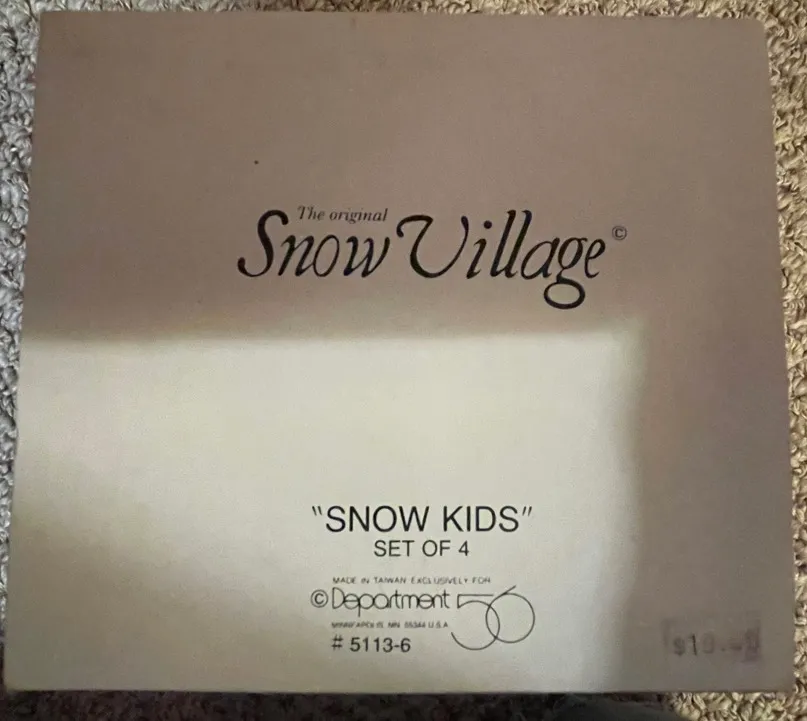 The original
Snow Village©
"SNOW KIDS"
SET OF 4
MADE IN TAIWAN EXCLUSIVELY FOR
© Department 56
MINNEAPOLIS, MN 55344 U.S.A.
# 5113-6